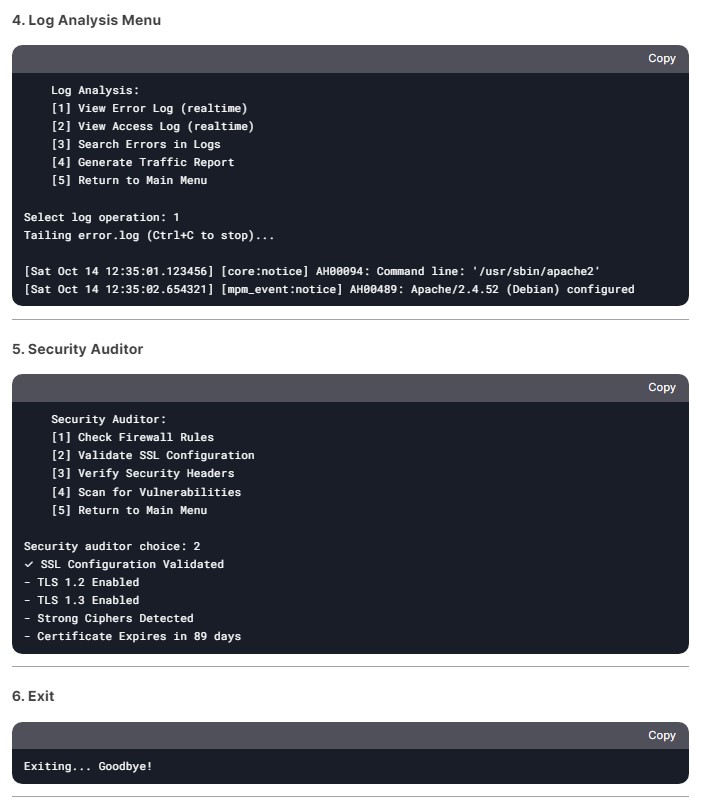 4. Log Analysis Menu
Copy
Log Analysis:
[1] View Error Log (realtime)
[2] View Access Log (realtime)
[3] Search Errors in Logs
[4] Generate Traffic Report
[5] Return to Main Menu
Select log operation: 1
Tailing error.log (Ctrl+C to stop)...
[Sat Oct 14 12:35:01.123456] [core:notice] AH00094: Command line: '/usr/sbin/apache2'
[Sat Oct 14 12:35:02.654321] [mpm_event:notice] AH00489: Apache/2.4.52 (Debian) configured
5. Security Auditor
Copy
Security Auditor:
[1] Check Firewall Rules
[2] Validate SSL Configuration
[3] Verify Security Headers
[4] Scan for Vulnerabilities
[5] Return to Main Menu
Security auditor choice: 2
✓ SSL Configuration Validated
- TLS 1.2 Enabled
- TLS 1.3 Enabled
- Strong Ciphers Detected
- Certificate Expires in 89 days
6. Exit
Copy
Exiting... Goodbye!